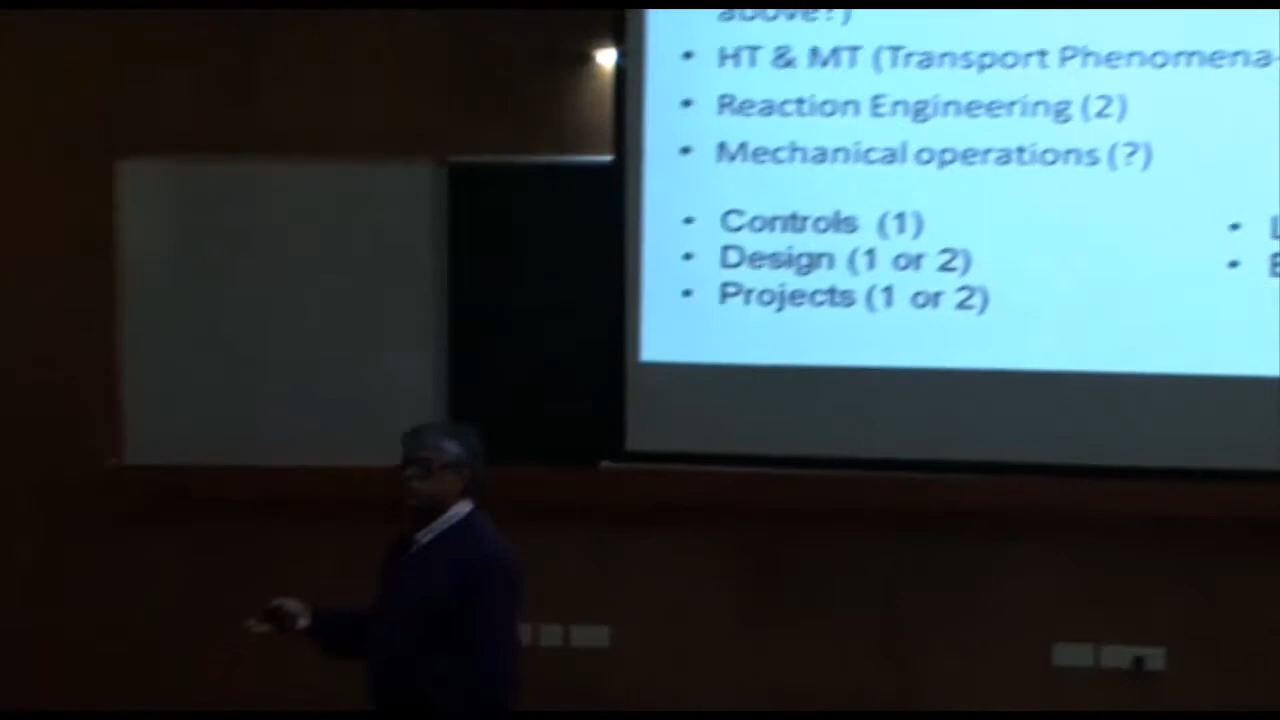 above?)
• HT & MT (Transport Phenomena
• Reaction Engineering (2)
• Mechanical operations (?)
• Controls (1)
• Design (1 or 2)
• Projects (1 or 2)